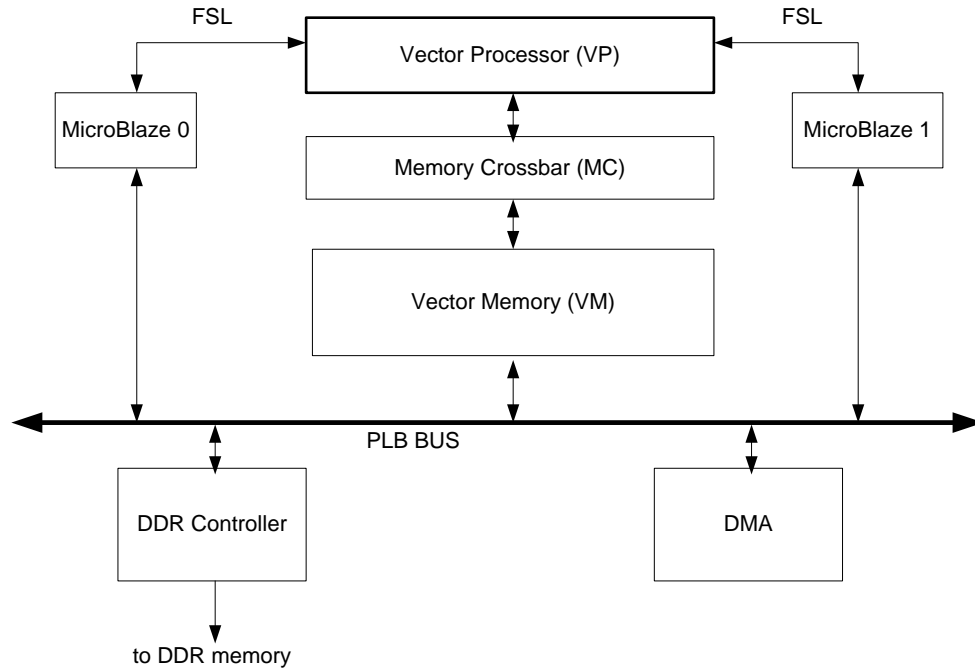 FSL
FSL
Vector Processor (VP)
MicroBlaze 0
MicroBlaze 1
Memory Crossbar (MC)
Vector Memory (VM)
PLB BUS
DDR Controller
DMA
to DDR memory